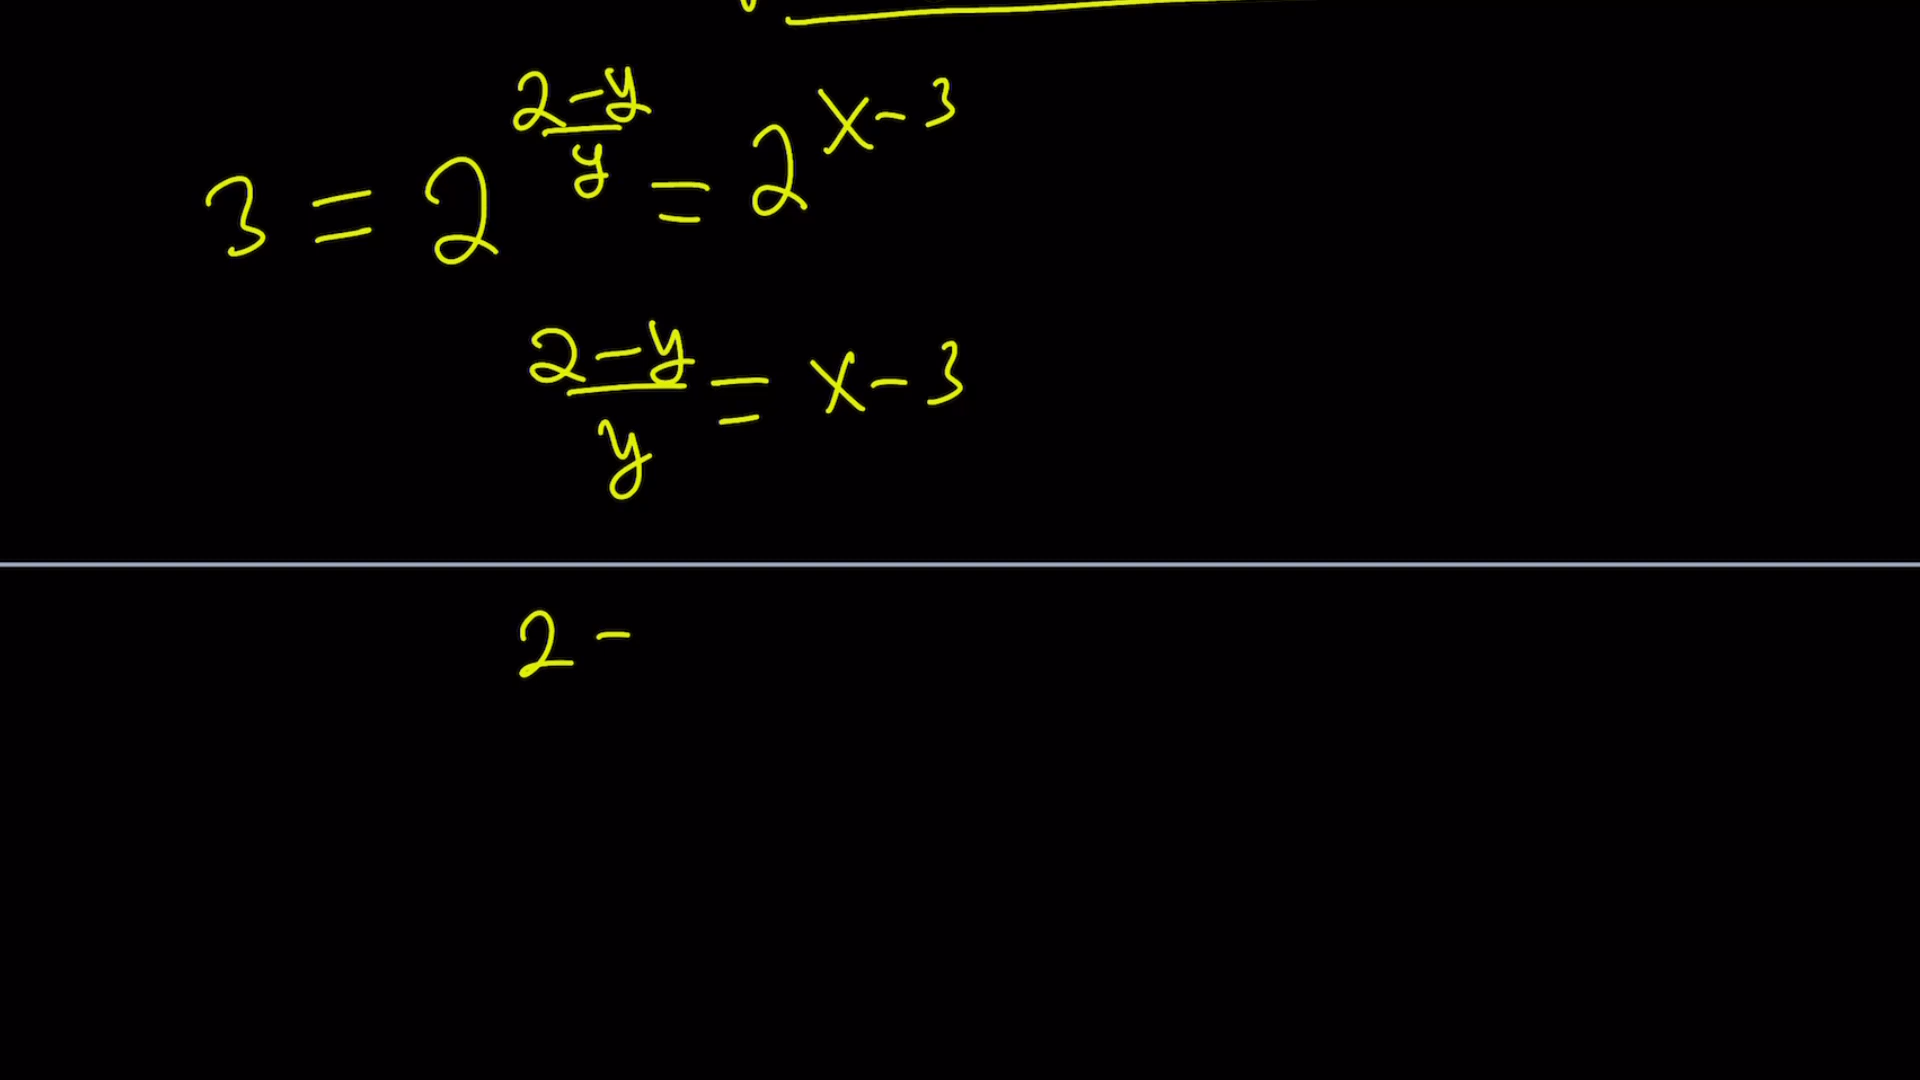 3 = 2^((2-y)/y) = 2^(x-3)
(2-y)/y = x-3
2 -